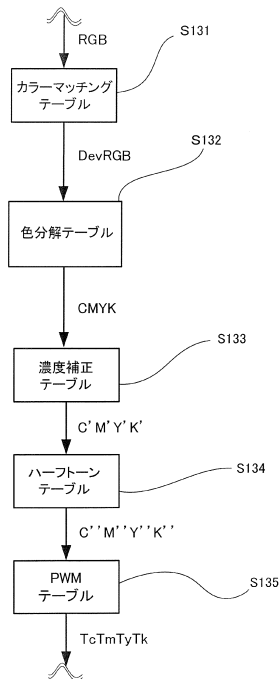 RGB
S131
カラーマッチング
テーブル
DevRGB
S132
色分解テーブル
CMYK
S133
濃度補正
テーブル
C'M'Y'K'
ハーフトーン
テーブル
S134
C''M''Y''K''
PWM
テーブル
S135
TcTmTyTk